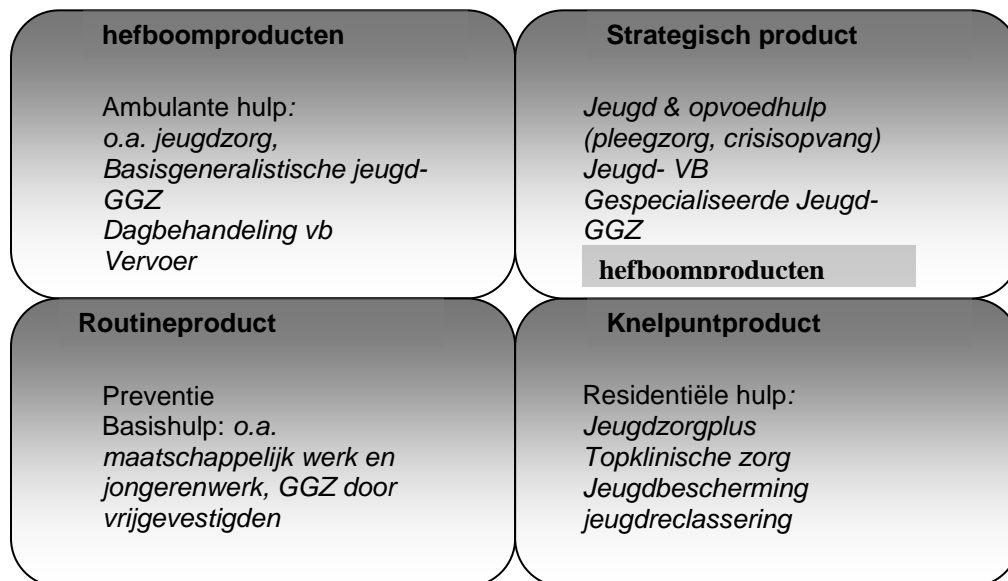 hefboomproducten
Ambulante hulp:
o.a. jeugdzorg,
Basisgeneralistische jeugd-
GGZ
Dagbehandeling vb
Vervoer
Strategisch product
Jeugd & opvoedhulp
(pleegzorg, crisisopvang)
Jeugd- VB
Gespecialiseerde Jeugd-
GGZ
hefboomproducten
Routineproduct
Preventie
Basishulp: o.a.
maatschappelijk werk en
jongerenwerk, GGZ door
vrijgevestigden
Knelpuntproduct
Residentiële hulp:
Jeugdzorgplus
Topklinische zorg
Jeugdbescherming
jeugdreclassering